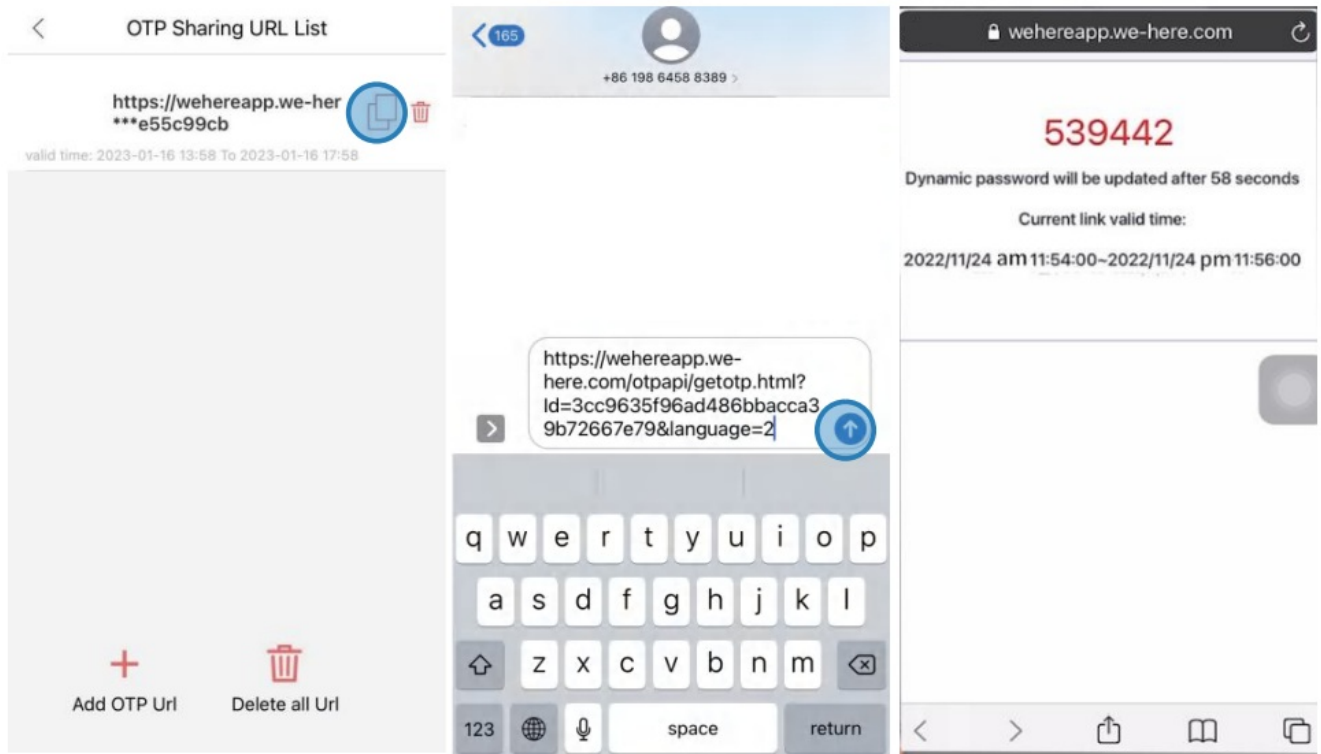 OTP Sharing URL List
https://wehereapp.we-her
***e55c99cb
valid time: 2023-01-16 13:58 To 2023-01-16 17:58
Add OTP Url
Delete all Url
165
+86 198 6458 8389 >
https://wehereapp.we-
here.com/otpapi/getotp.html?
Id=3cc9635f96ad486bbacca3
9b72667e79&language=2
q w e r t y u i o p
a s d f g h j k l
z x c v b n m
123 space return
wehereapp.we-here.com
539442
Dynamic password will be updated after 58 seconds
Current link valid time:
2022/11/24 am 11:54:00~2022/11/24 pm 11:56:00